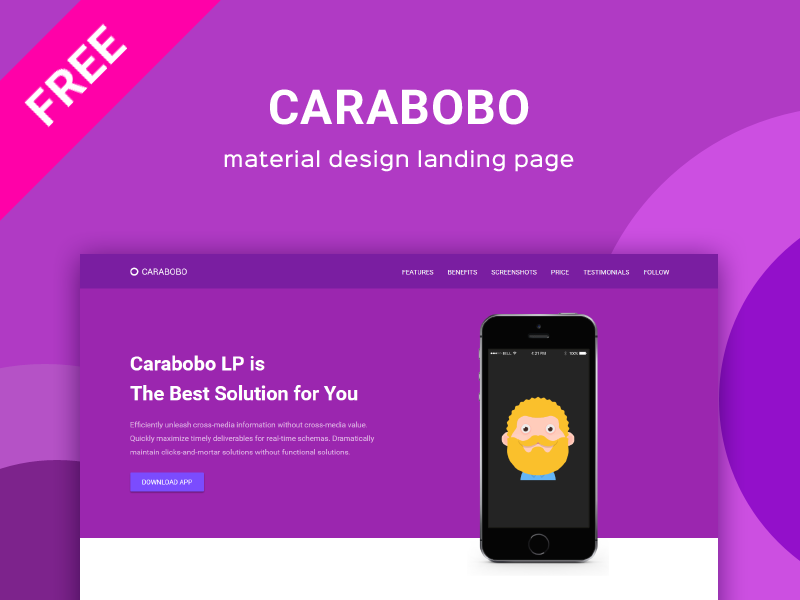 FREE
CARABOBO
material design landing page
CARABOBO
FEATURES BENEFITS SCREENSHOTS PRICE TESTIMONIALS FOLLOW
Carabobo LP is
The Best Solution for You
Efficiently unleash cross-media information without cross-media value.
Quickly maximize timely deliverables for real-time schemas. Dramatically
maintain clicks-and-mortar solutions without functional solutions.
DOWNLOAD APP
BELL 4:21 PM 100%